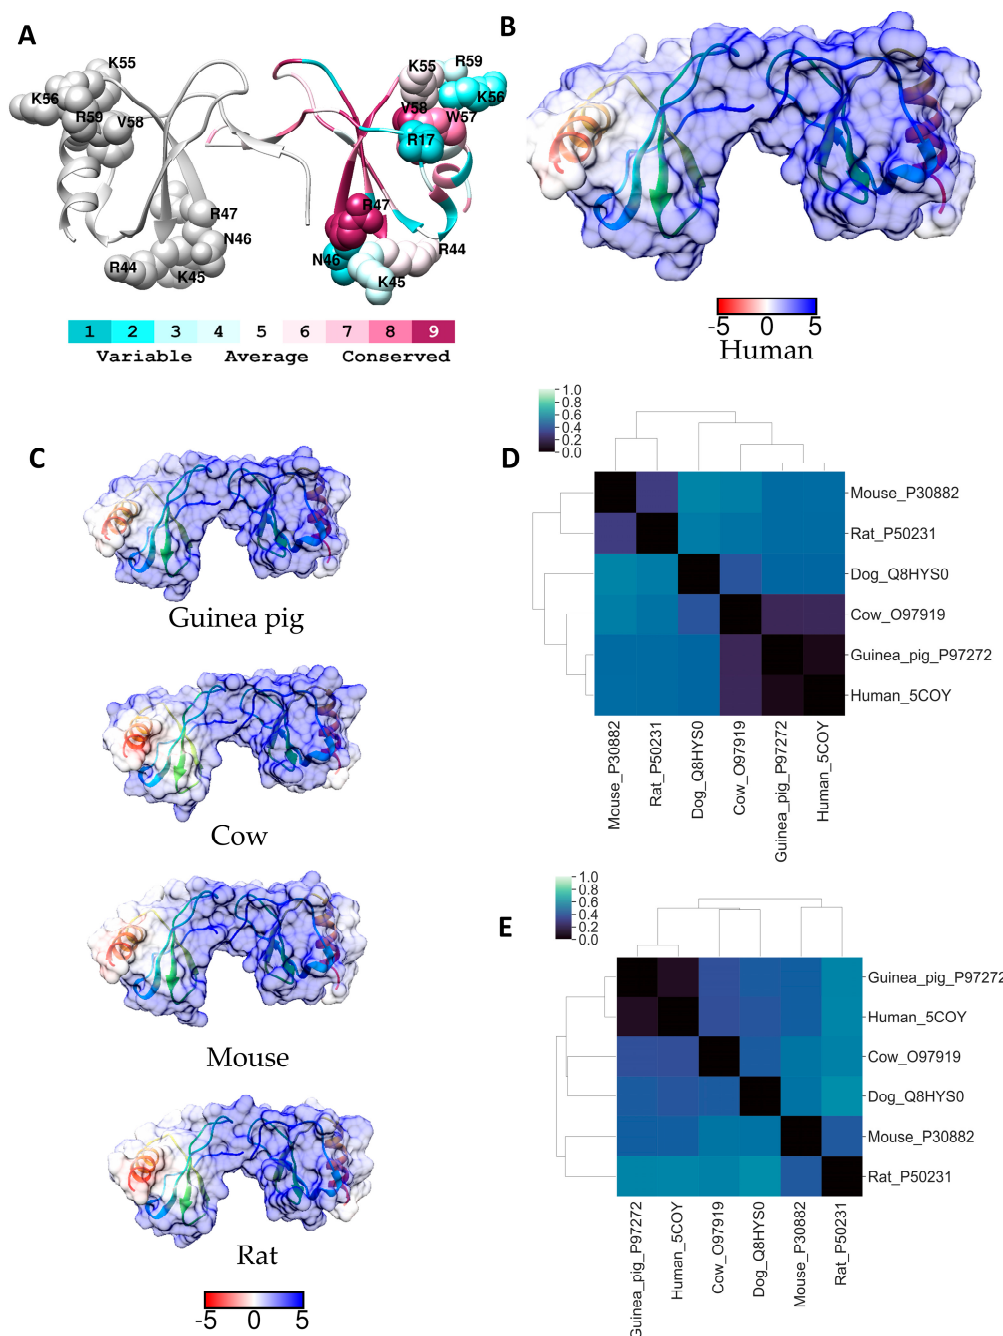 A
K55
K56
R59
V58
R47
N46
R44
K45
K55
R59
K56
V58
W57
R17
R47
R44
N46
K45
1 2 3 4 5 6 7 8 9
Variable Average Conserved
B
-5 0 5
Human
C
Guinea pig
Cow
Mouse
Rat
-5 0 5
D
1.0
0.8
0.6
0.4
0.2
0.0
Mouse_P30882
Rat_P50231
Dog_Q8HYS0
Cow_O97919
Guinea_pig_P97272
Human_5COY
Mouse_P30882
Rat_P50231
Dog_Q8HYS0
Cow_O97919
Guinea_pig_P97272
Human_5COY
E
1.0
0.8
0.6
0.4
0.2
0.0
Guinea_pig_P97272
Human_5COY
Cow_O97919
Dog_Q8HYS0
Mouse_P30882
Rat_P50231
Guinea_pig_P97272
Human_5COY
Cow_O97919
Dog_Q8HYS0
Mouse_P30882
Rat_P50231